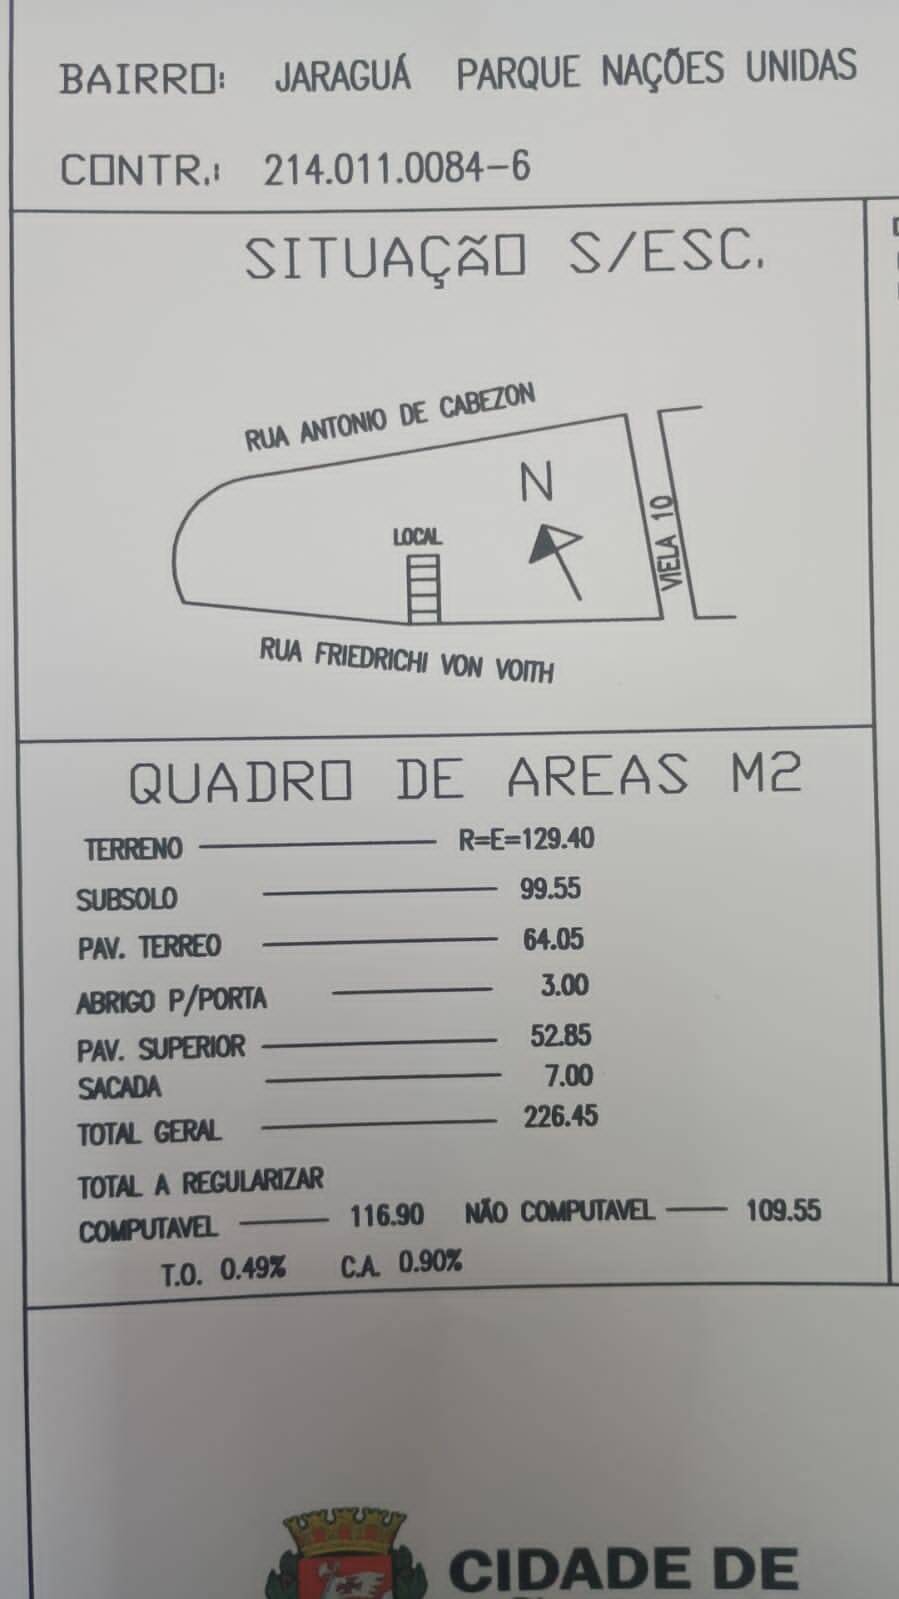 BAIRRO: JARAGUÁ PARQUE NAÇÕES UNIDAS
CONTR.: 214.011.0084-6
SITUAÇÃO S/ESC.
RUA ANTONIO DE CABEZON
N
LOCAL
VIELA 10
RUA FRIEDRICHI VON VOITH
QUADRO DE AREAS M2
TERRENO R=E=129.40
SUBSOLO 99.55
PAV. TERREO 64.05
ABRIGO P/PORTA 3.00
PAV. SUPERIOR 52.85
SACADA 7.00
TOTAL GERAL 226.45
TOTAL A REGULARIZAR
COMPUTAVEL 116.90 NÃO COMPUTAVEL 109.55
T.O. 0.49% C.A. 0.90%
CIDADE DE